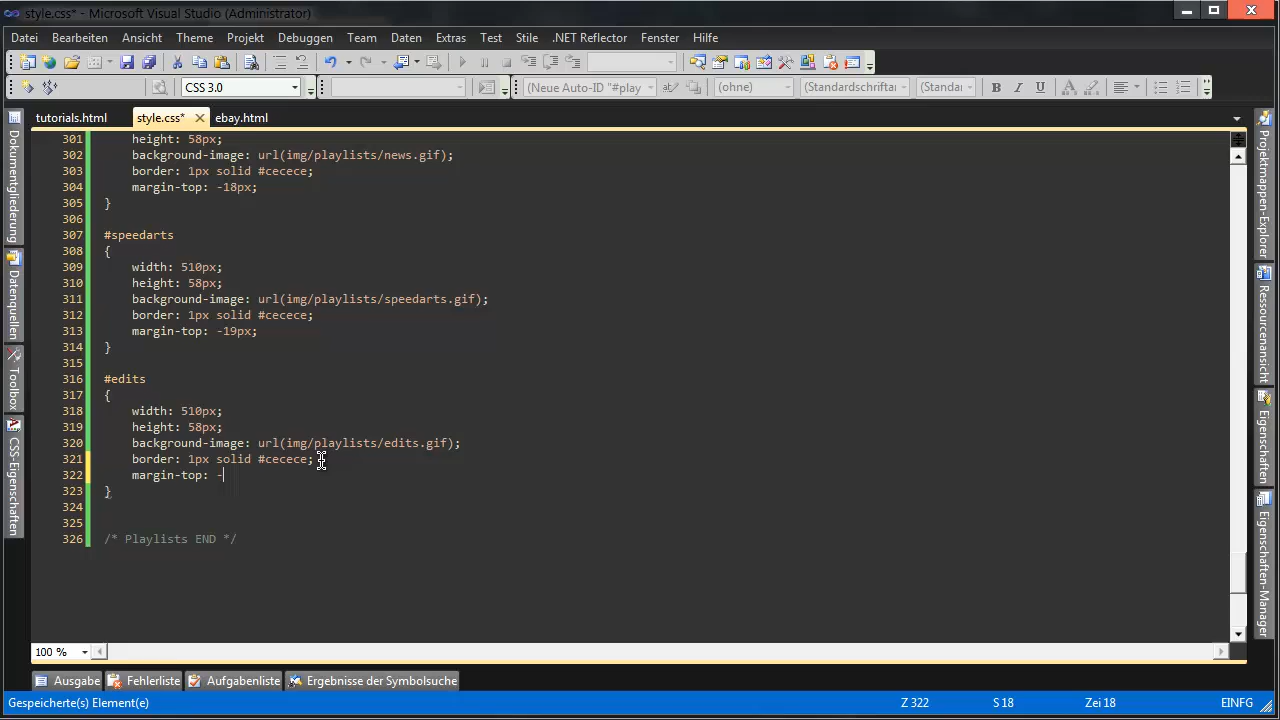 style.css* - Microsoft Visual Studio (Administrator)
Datei Bearbeiten Ansicht Theme Projekt Debuggen Team Daten Extras Test Stile .NET Reflector Fenster Hilfe
CSS 3.0 (Neue Auto-ID "#play (ohne) (Standardschriftar (Standar B I U A
tutorials.html style.css* ebay.html
301 height: 58px;
302 background-image: url(img/playlists/news.gif);
303 border: 1px solid #cecece;
304 margin-top: -18px;
305 }
306
307 #speedarts
308 {
309 width: 510px;
310 height: 58px;
311 background-image: url(img/playlists/speedarts.gif);
312 border: 1px solid #cecece;
313 margin-top: -19px;
314 }
315
316 #edits
317 {
318 width: 510px;
319 height: 58px;
320 background-image: url(img/playlists/edits.gif);
321 border: 1px solid #cecece;
322 margin-top: -
323 }
324
325
326 /* Playlists END */
Dokumentgliederung
Datenquellen
Toolbox
CSS-Eigenschaften
Projektmappen-Explorer
Ressourcenansicht
Eigenschaften
Eigenschaften-Manager
100 %
Ausgabe Fehlerliste Aufgabenliste Ergebnisse der Symbolsuche
Gespeicherte(s) Element(e) Z 322 S 18 Zei 18 EINFG